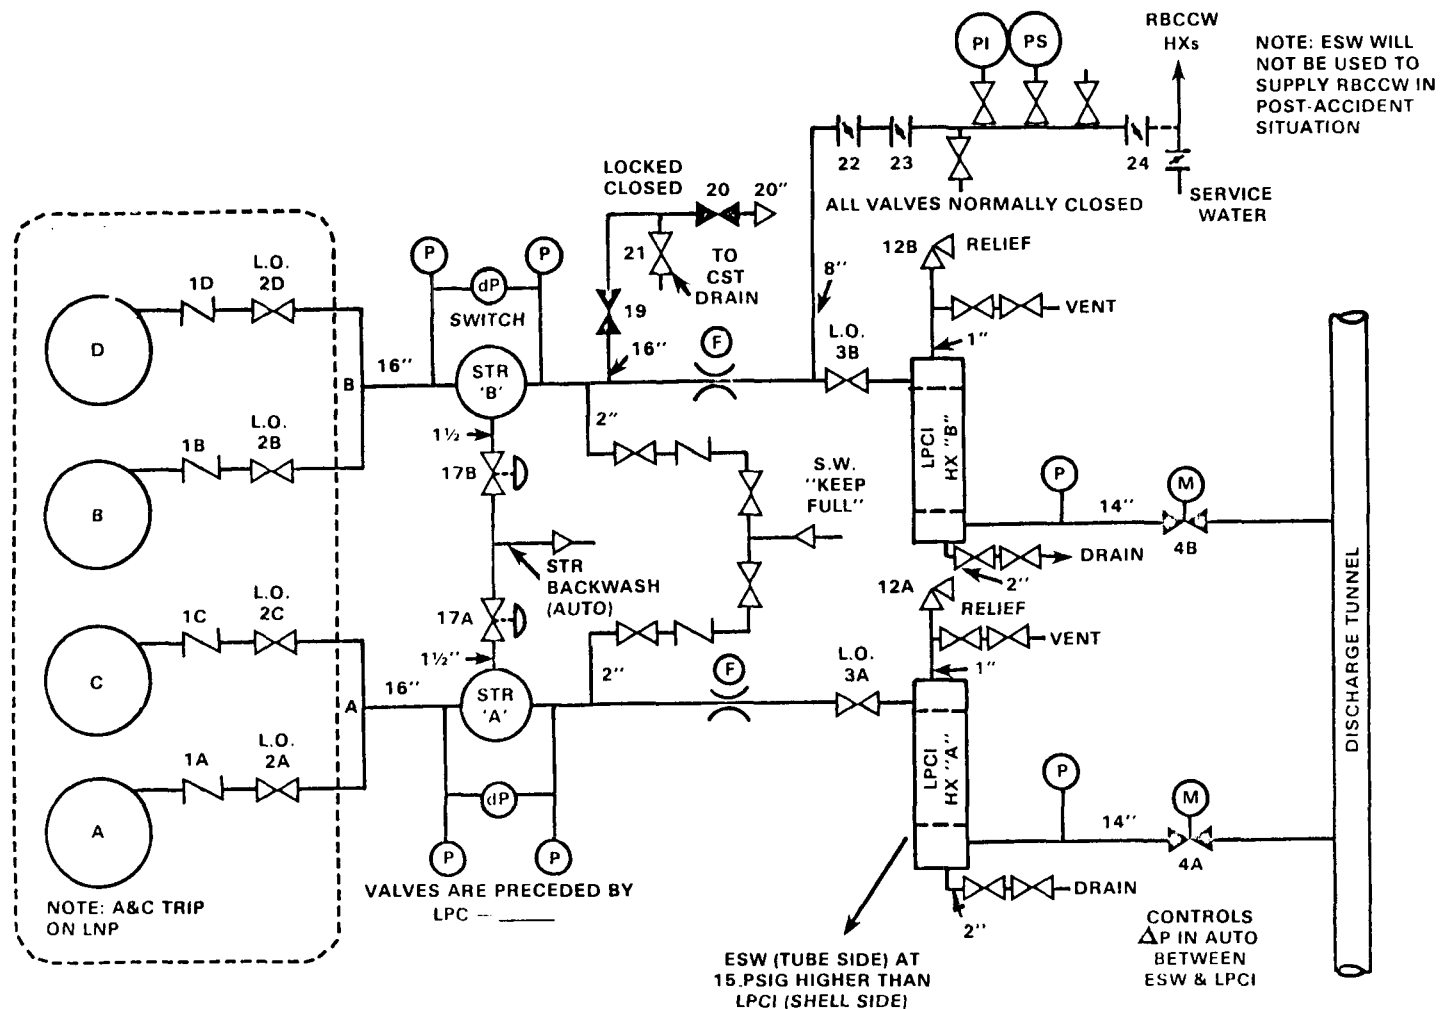 PI
PS
RBCCW
HXs
NOTE: ESW WILL
NOT BE USED TO
SUPPLY RBCCW IN
POST-ACCIDENT
SITUATION
22
23
24
LOCKED
CLOSED
20
20"
ALL VALVES NORMALLY CLOSED
SERVICE
WATER
21
TO
CST
DRAIN
12B
RELIEF
8"
VENT
1"
1D
L.O.
2D
P
P
dP
SWITCH
19
16"
F
L.O.
3B
D
B
16"
STR
'B'
2"
LPCI
HX "B"
1B
L.O.
2B
1½
17B
S.W.
"KEEP
FULL"
P
14"
M
4B
B
STR
BACKWASH
(AUTO)
DRAIN
2"
12A
RELIEF
VENT
1"
1C
L.O.
2C
17A
1½"
2"
F
L.O.
3A
C
A
16"
STR
'A'
LPCI
HX "A"
DISCHARGE TUNNEL
1A
L.O.
2A
dP
P
14"
M
4A
A
P
P
VALVES ARE PRECEDED BY
LPC – ______
DRAIN
2"
NOTE: A&C TRIP
ON LNP
CONTROLS
ΔP IN AUTO
BETWEEN
ESW & LPCI
ESW (TUBE SIDE) AT
15.PSIG HIGHER THAN
LPCI (SHELL SIDE)